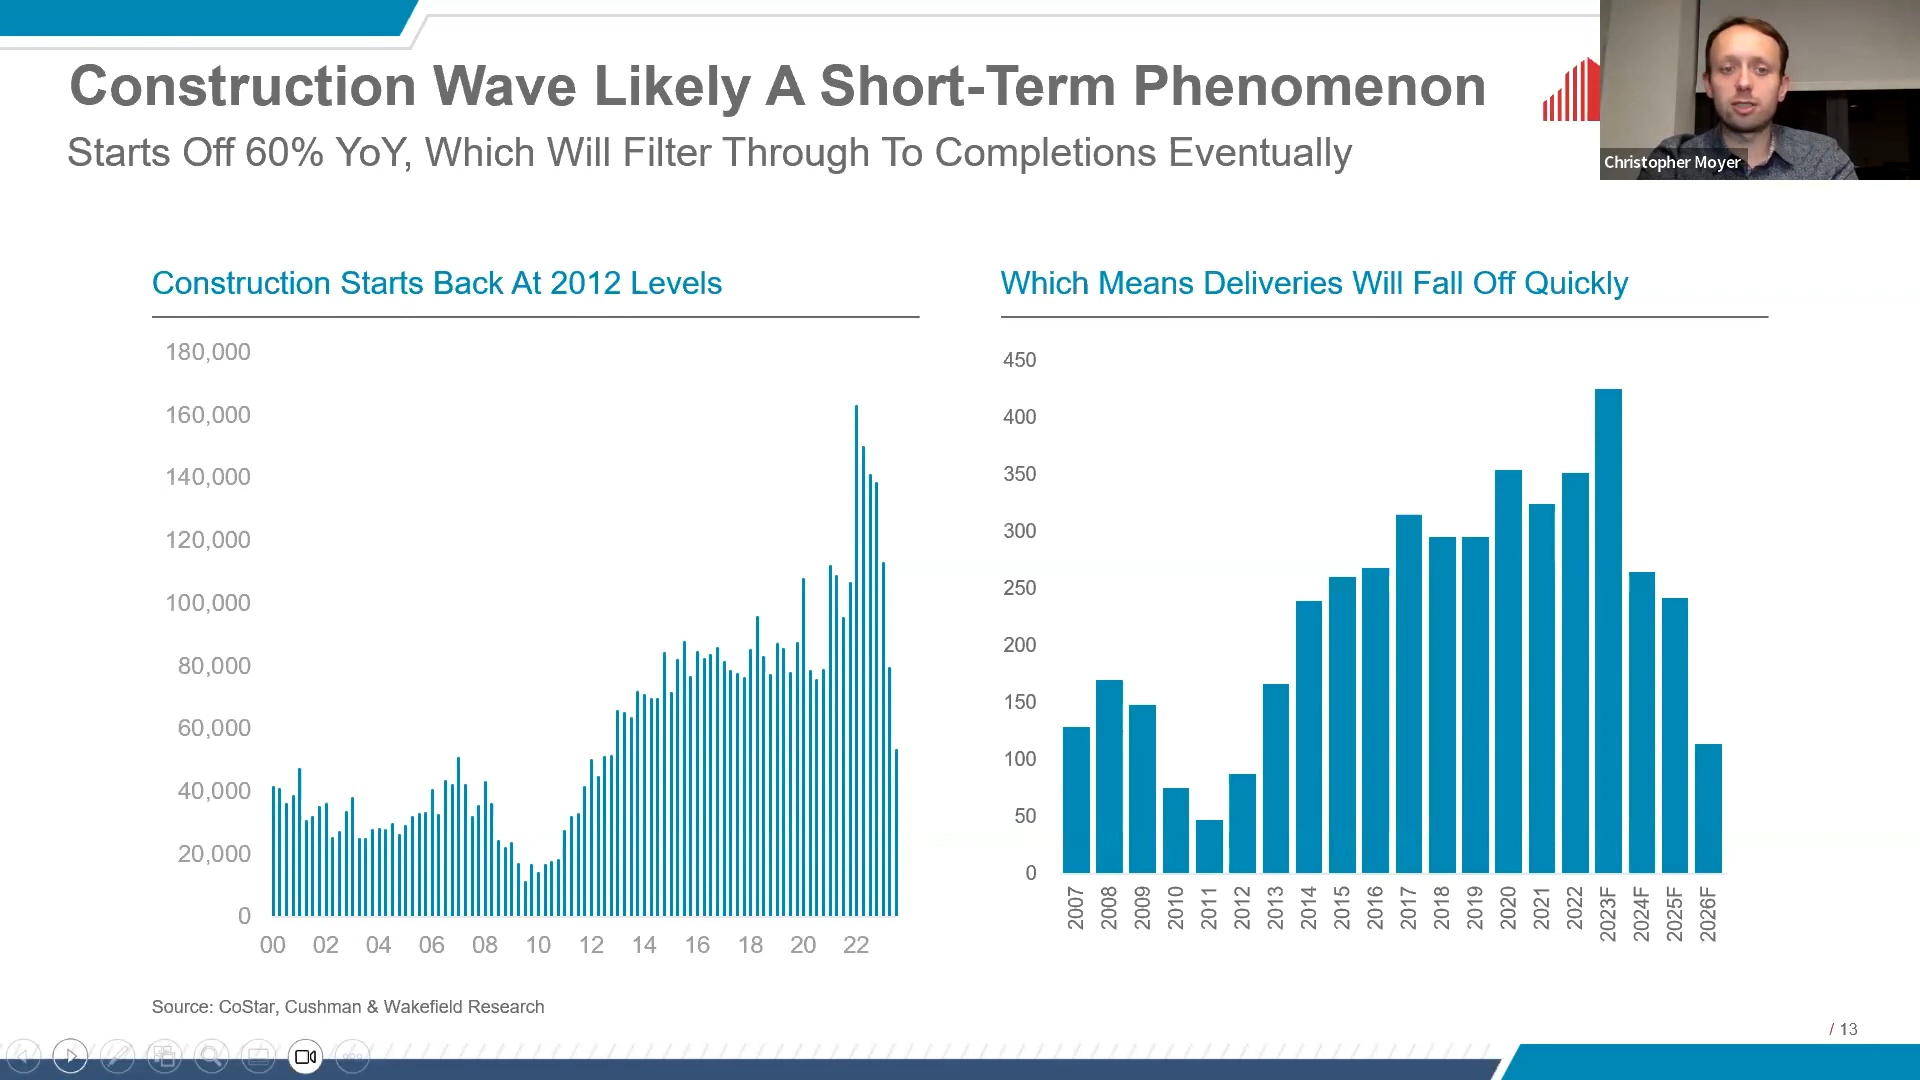 Construction Wave Likely A Short-Term Phenomenon
Starts Off 60% YoY, Which Will Filter Through To Completions Eventually
Christopher Moyer
Construction Starts Back At 2012 Levels
180,000
160,000
140,000
120,000
100,000
80,000
60,000
40,000
20,000
0
00 02 04 06 08 10 12 14 16 18 20 22
Which Means Deliveries Will Fall Off Quickly
450
400
350
300
250
200
150
100
50
0
2007 2008 2009 2010 2011 2012 2013 2014 2015 2016 2017 2018 2019 2020 2021 2022 2023F 2024F 2025F 2026F
Source: CoStar, Cushman & Wakefield Research
/ 13